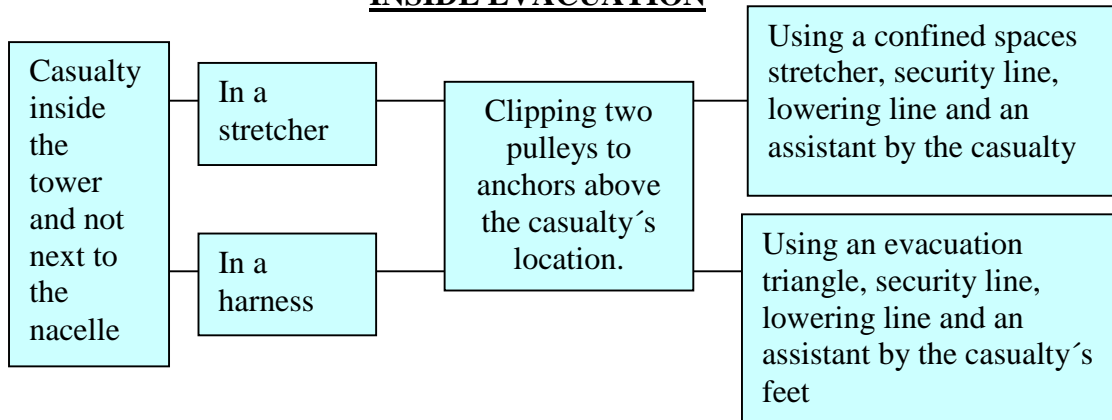 INSIDE EVACUATION
Casualty
inside
the
tower
and not
next to
the
nacelle
In a
stretcher
In a
harness
Clipping two
pulleys to
anchors above
the casualty´s
location.
Using a confined spaces
stretcher, security line,
lowering line and an
assistant by the casualty
Using an evacuation
triangle, security line,
lowering line and an
assistant by the casualty´s
feet